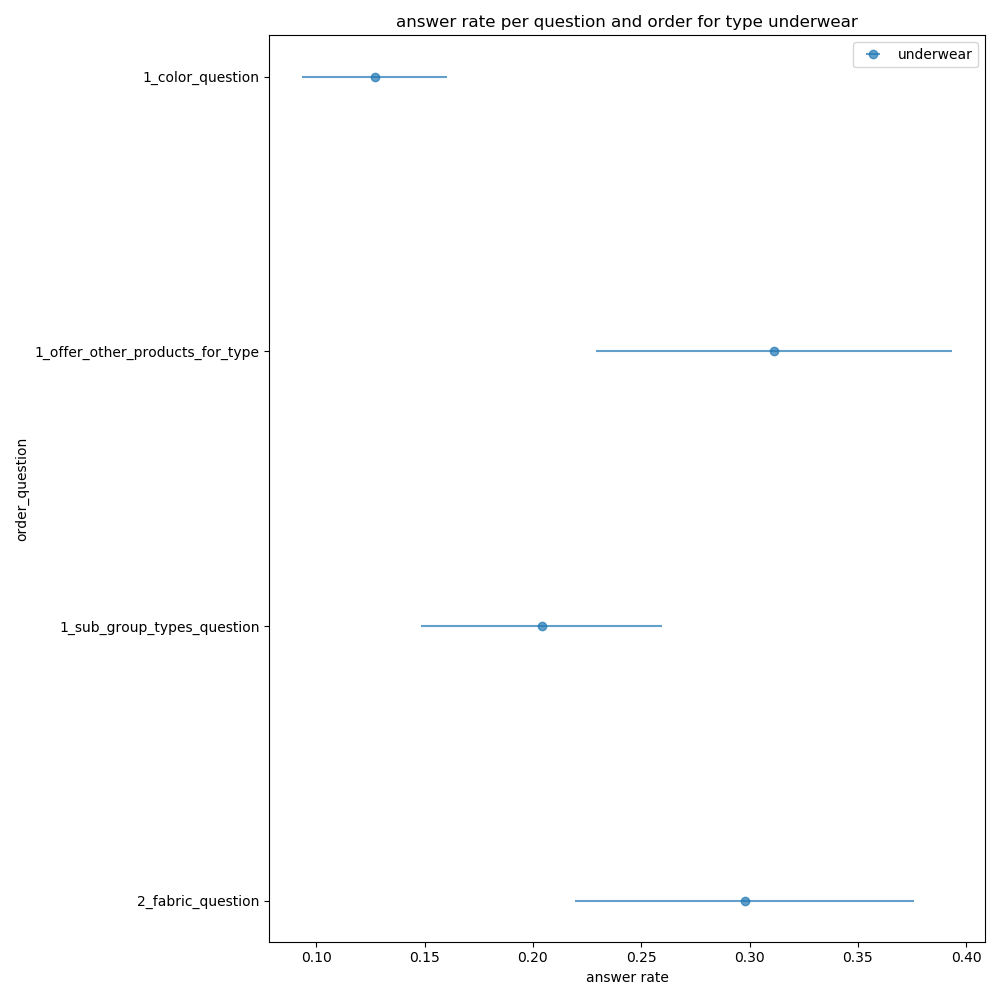 answer rate per question and order for type underwear
underwear
1_color_question
1_offer_other_products_for_type
order_question
1_sub_group_types_question
2_fabric_question
0.10 0.15 0.20 0.25 0.30 0.35 0.40
answer rate